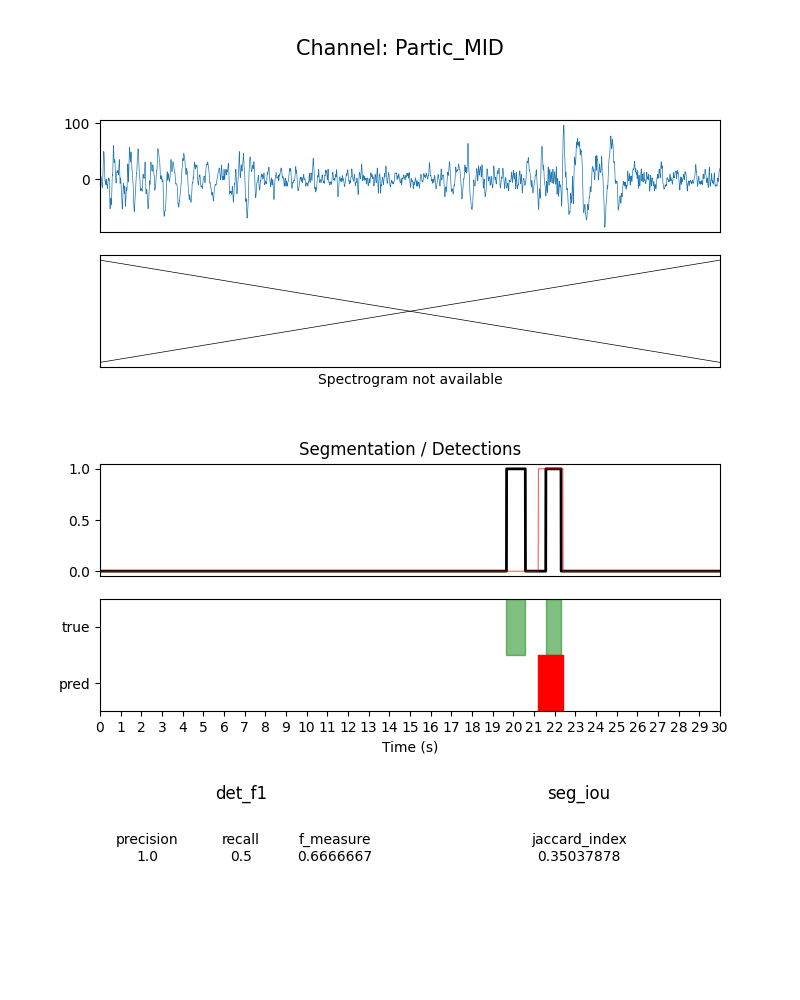 Channel: Partic_MID
100
0
Spectrogram not available
Segmentation / Detections
1.0
0.5
0.0
true
pred
0 1 2 3 4 5 6 7 8 9 10 11 12 13 14 15 16 17 18 19 20 21 22 23 24 25 26 27 28 29 30
Time (s)
det_f1 seg_iou
precision recall f_measure jaccard_index
1.0 0.5 0.6666667 0.35037878